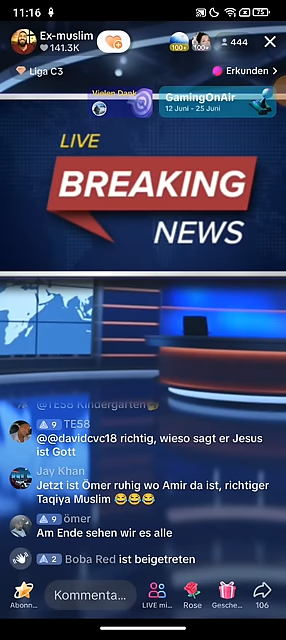 11:16
75
Ex-muslim
141.3K
100+
100+
444
Liga C3
Erkunden
Vielen Dank
GamingOnAir
12 Juni - 25 Juni
LIVE
BREAKING
NEWS
@TE58 Kindergarten
9 TE58
@@davidcvc18 richtig, wieso sagt er Jesus
ist Gott
Jay Khan
Jetzt ist Ömer ruhig wo Amir da ist, richtiger
Taqiya Muslim 😂😂😂
9 ömer
Am Ende sehen wir es alle
2 Boba Red ist beigetreten
Abonn...
Kommenta...
LIVE mi...
Rose
Gesche...
106